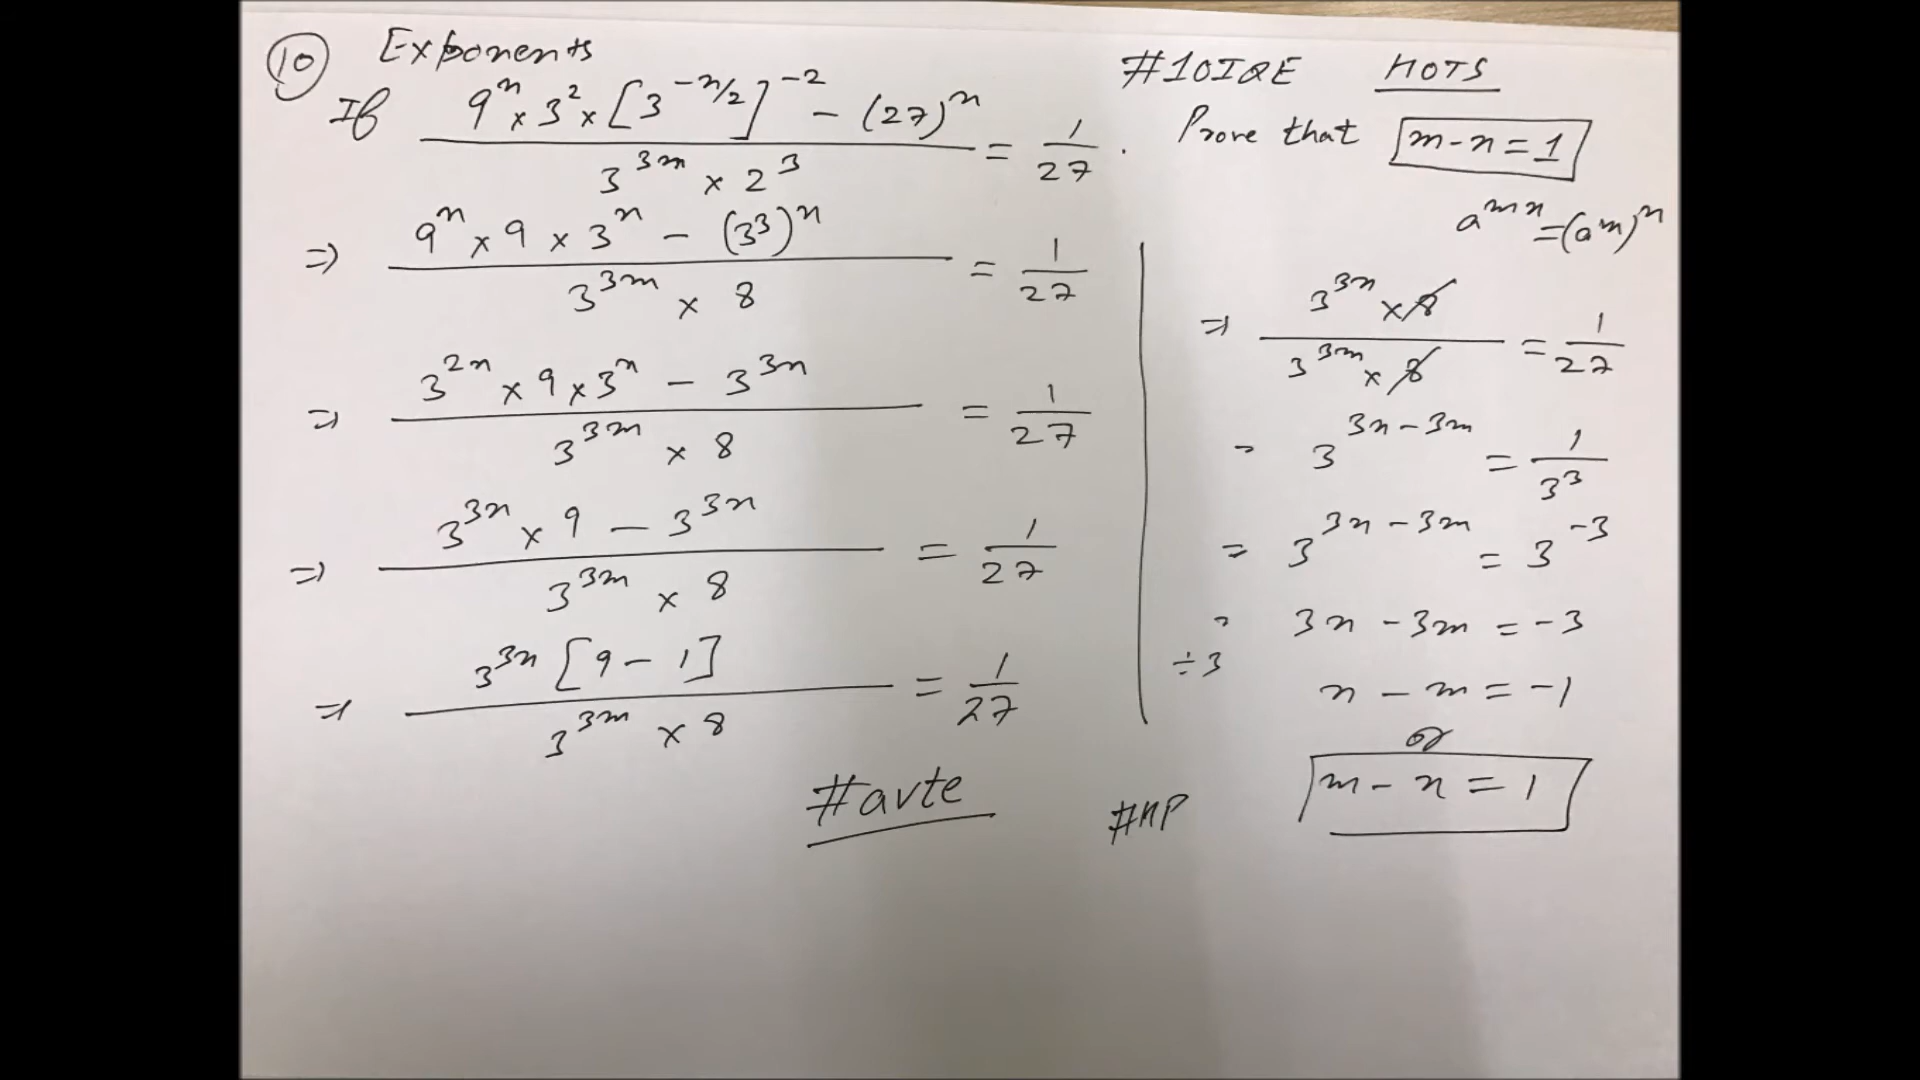 10 Exponents
#10IQE HOTS
If 9^n × 3^2 × [3^(-n/2)]^-2 - (27)^n / 3^3m × 2^3 = 1/27 . Prove that m-n=1
a^mn = (a^m)^n
⇒ 9^n × 9 × 3^n - (3^3)^n / 3^3m × 8 = 1/27
⇒ 3^2n × 9 × 3^n - 3^3n / 3^3m × 8 = 1/27
⇒ 3^3n × 9 - 3^3n / 3^3m × 8 = 1/27
⇒ 3^3n [9-1] / 3^3m × 8 = 1/27
⇒ 3^3n × 8 / 3^3m × 8 = 1/27
= 3^(3n-3m) = 1/3^3
= 3^(3n-3m) = 3^-3
= 3n - 3m = -3
÷3 n - m = -1
or
m - n = 1
#avte